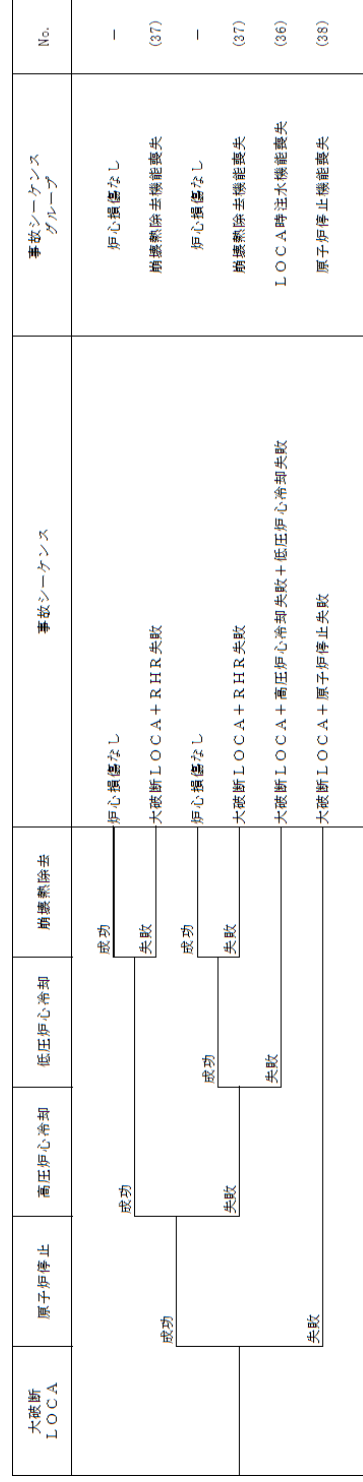 大破断
ＬＯＣＡ
原子炉停止
高圧炉心冷却
低圧炉心冷却
崩壊熱除去
事故シーケンス
事故シーケンス
グループ
No.
成功
炉心損傷なし
炉心損傷なし
－
成功
失敗
大破断ＬＯＣＡ＋ＲＨＲ失敗
崩壊熱除去機能喪失
(37)
成功
成功
炉心損傷なし
炉心損傷なし
－
成功
失敗
失敗
大破断ＬＯＣＡ＋ＲＨＲ失敗
崩壊熱除去機能喪失
(37)
失敗
大破断ＬＯＣＡ＋高圧炉心冷却失敗＋低圧炉心冷却失敗
ＬＯＣＡ時注水機能喪失
(36)
失敗
大破断ＬＯＣＡ＋原子炉停止失敗
原子炉停止機能喪失
(38)